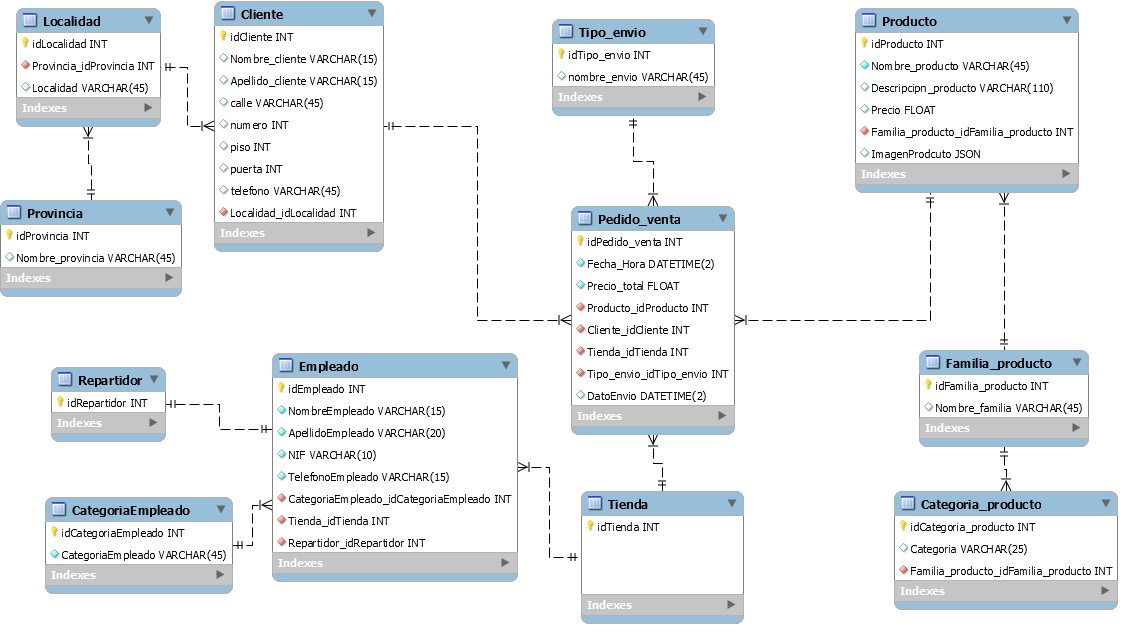 Localidad
idLocalidad INT
Provincia_idProvincia INT
Localidad VARCHAR(45)
Indexes
Cliente
idCliente INT
Nombre_cliente VARCHAR(15)
Apellido_cliente VARCHAR(15)
calle VARCHAR(45)
numero INT
piso INT
puerta INT
telefono VARCHAR(45)
Localidad_idLocalidad INT
Indexes
Tipo_envio
idTipo_envio INT
nombre_envio VARCHAR(45)
Indexes
Producto
idProducto INT
Nombre_producto VARCHAR(45)
Descripcipn_producto VARCHAR(110)
Precio FLOAT
Familia_producto_idFamilia_producto INT
ImagenProdcuto JSON
Indexes
Provincia
idProvincia INT
Nombre_provincia VARCHAR(45)
Indexes
Pedido_venta
idPedido_venta INT
Fecha_Hora DATETIME(2)
Precio_total FLOAT
Producto_idProducto INT
Cliente_idCliente INT
Tienda_idTienda INT
Tipo_envio_idTipo_envio INT
DatoEnvio DATETIME(2)
Indexes
Repartidor
idRepartidor INT
Indexes
Empleado
idEmpleado INT
NombreEmpleado VARCHAR(15)
ApellidoEmpleado VARCHAR(20)
NIF VARCHAR(10)
TelefonoEmpleado VARCHAR(15)
CategoriaEmpleado_idCategoriaEmpleado INT
Tienda_idTienda INT
Repartidor_idRepartidor INT
Indexes
Familia_producto
idFamilia_producto INT
Nombre_familia VARCHAR(45)
Indexes
CategoriaEmpleado
idCategoriaEmpleado INT
CategoriaEmpleado VARCHAR(45)
Indexes
Tienda
idTienda INT
Indexes
Categoria_producto
idCategoria_producto INT
Categoria VARCHAR(25)
Familia_producto_idFamilia_producto INT
Indexes